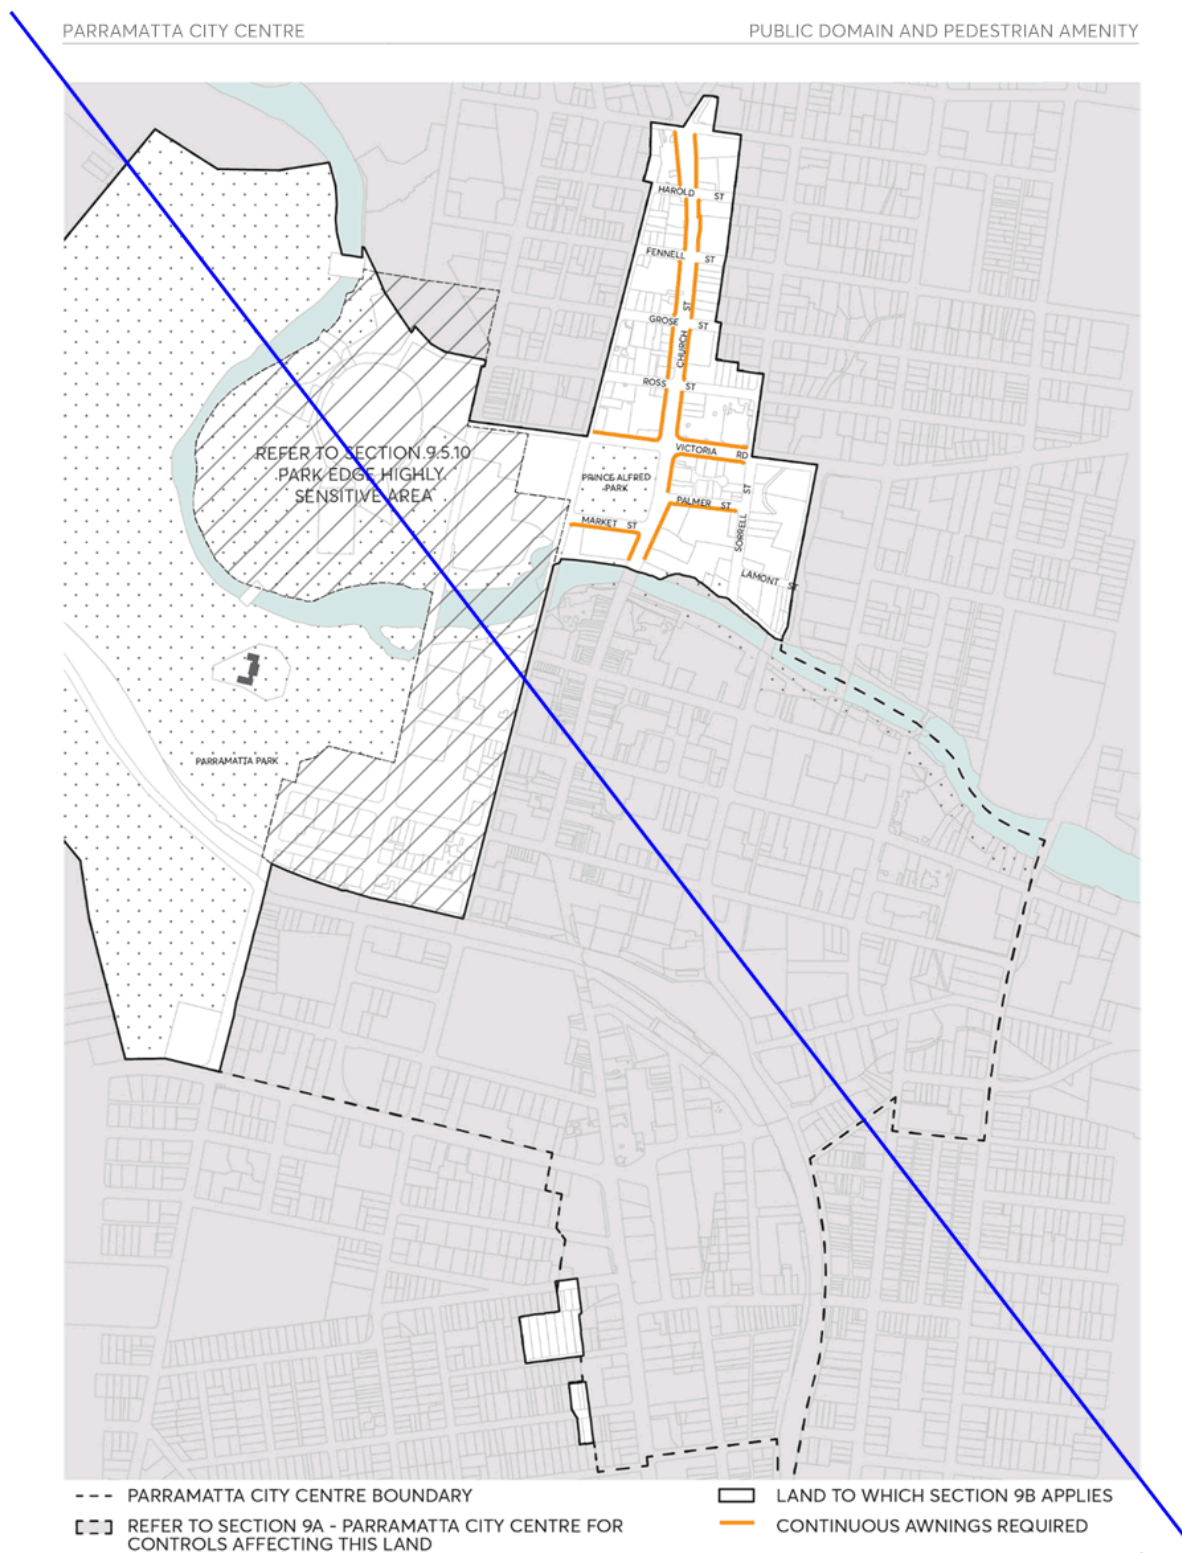 PARRAMATTA CITY CENTRE
PUBLIC DOMAIN AND PEDESTRIAN AMENITY
HAROLD ST
FENNELL ST
GROSE ST
CHURCH ST
ROSS ST
VICTORIA RD
REFER TO SECTION 9.5.10
PARK EDGE HIGHLY
SENSITIVE AREA
PRINCE ALFRED
PARK
PALMER ST
MARKET ST
SORRELL ST
LAMONT ST
PARRAMATTA PARK
PARRAMATTA CITY CENTRE BOUNDARY
REFER TO SECTION 9A - PARRAMATTA CITY CENTRE FOR
CONTROLS AFFECTING THIS LAND
LAND TO WHICH SECTION 9B APPLIES
CONTINUOUS AWNINGS REQUIRED